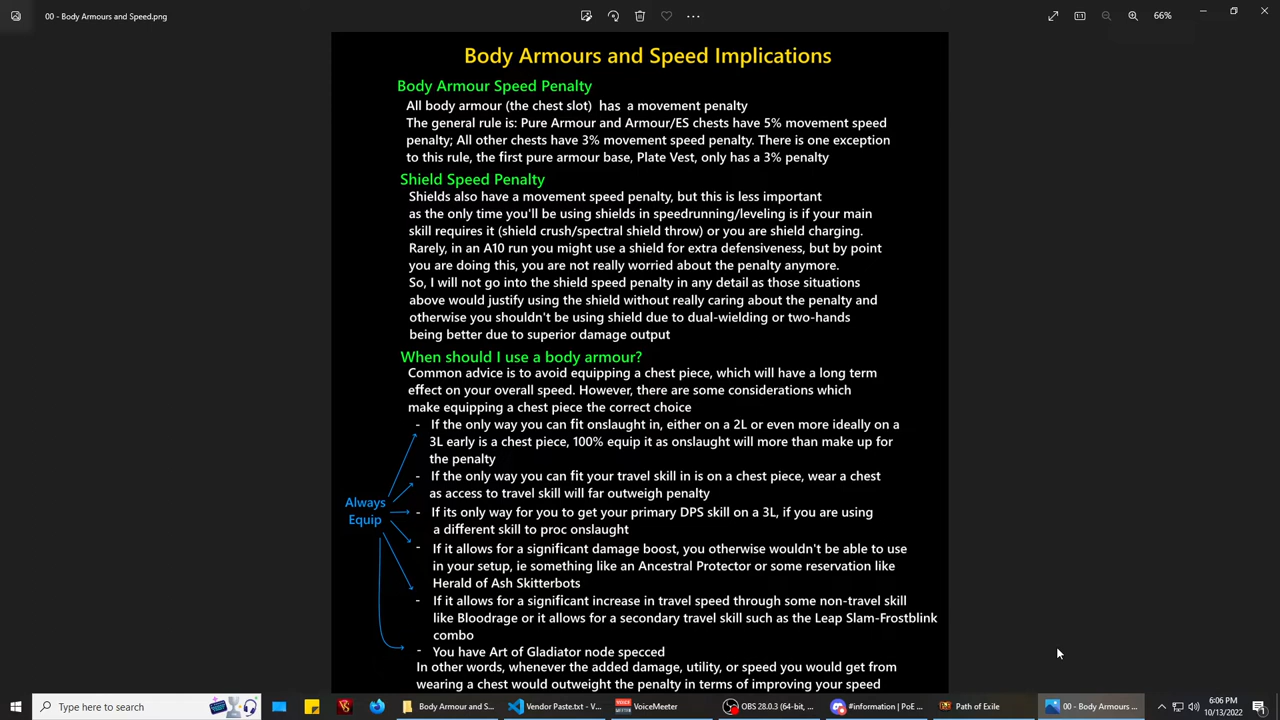 00 - Body Armours and Speed.png
66%
Body Armours and Speed Implications
Body Armour Speed Penalty
All body armour (the chest slot) has a movement penalty
The general rule is: Pure Armour and Armour/ES chests have 5% movement speed
penalty; All other chests have 3% movement speed penalty. There is one exception
to this rule, the first pure armour base, Plate Vest, only has a 3% penalty
Shield Speed Penalty
Shields also have a movement speed penalty, but this is less important
as the only time you'll be using shields in speedrunning/leveling is if your main
skill requires it (shield crush/spectral shield throw) or you are shield charging.
Rarely, in an A10 run you might use a shield for extra defensiveness, but by point
you are doing this, you are not really worried about the penalty anymore.
So, I will not go into the shield speed penalty in any detail as those situations
above would justify using the shield without really caring about the penalty and
otherwise you shouldn't be using shield due to dual-wielding or two-hands
being better due to superior damage output
When should I use a body armour?
Common advice is to avoid equipping a chest piece, which will have a long term
effect on your overall speed. However, there are some considerations which
make equipping a chest piece the correct choice
- If the only way you can fit onslaught in, either on a 2L or even more ideally on a
3L early is a chest piece, 100% equip it as onslaught will more than make up for
the penalty
- If the only way you can fit your travel skill in is on a chest piece, wear a chest
as access to travel skill will far outweigh penalty
Always
Equip
- If its only way for you to get your primary DPS skill on a 3L, if you are using
a different skill to proc onslaught
- If it allows for a significant damage boost, you otherwise wouldn't be able to use
in your setup, ie something like an Ancestral Protector or some reservation like
Herald of Ash Skitterbots
- If it allows for a significant increase in travel speed through some non-travel skill
like Bloodrage or it allows for a secondary travel skill such as the Leap Slam-Frostblink
combo
- You have Art of Gladiator node specced
In other words, whenever the added damage, utility, or speed you would get from
wearing a chest would outweight the penalty in terms of improving your speed
Type here to search
Body Armour and S...
Vendor Paste.txt - V...
VoiceMeeter
OBS 28.0.3 (64-bit, ...
#information | PoE ...
Path of Exile
00 - Body Armours ...
6:06 PM
10/13/2022